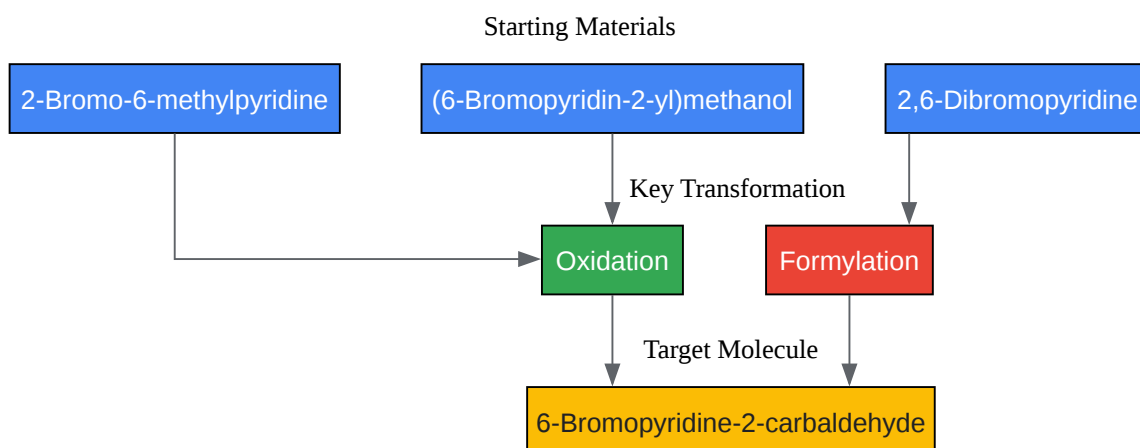 Starting Materials
2-Bromo-6-methylpyridine
(6-Bromopyridin-2-yl)methanol
2,6-Dibromopyridine
Key Transformation
Oxidation
Formylation
Target Molecule
6-Bromopyridine-2-carbaldehyde